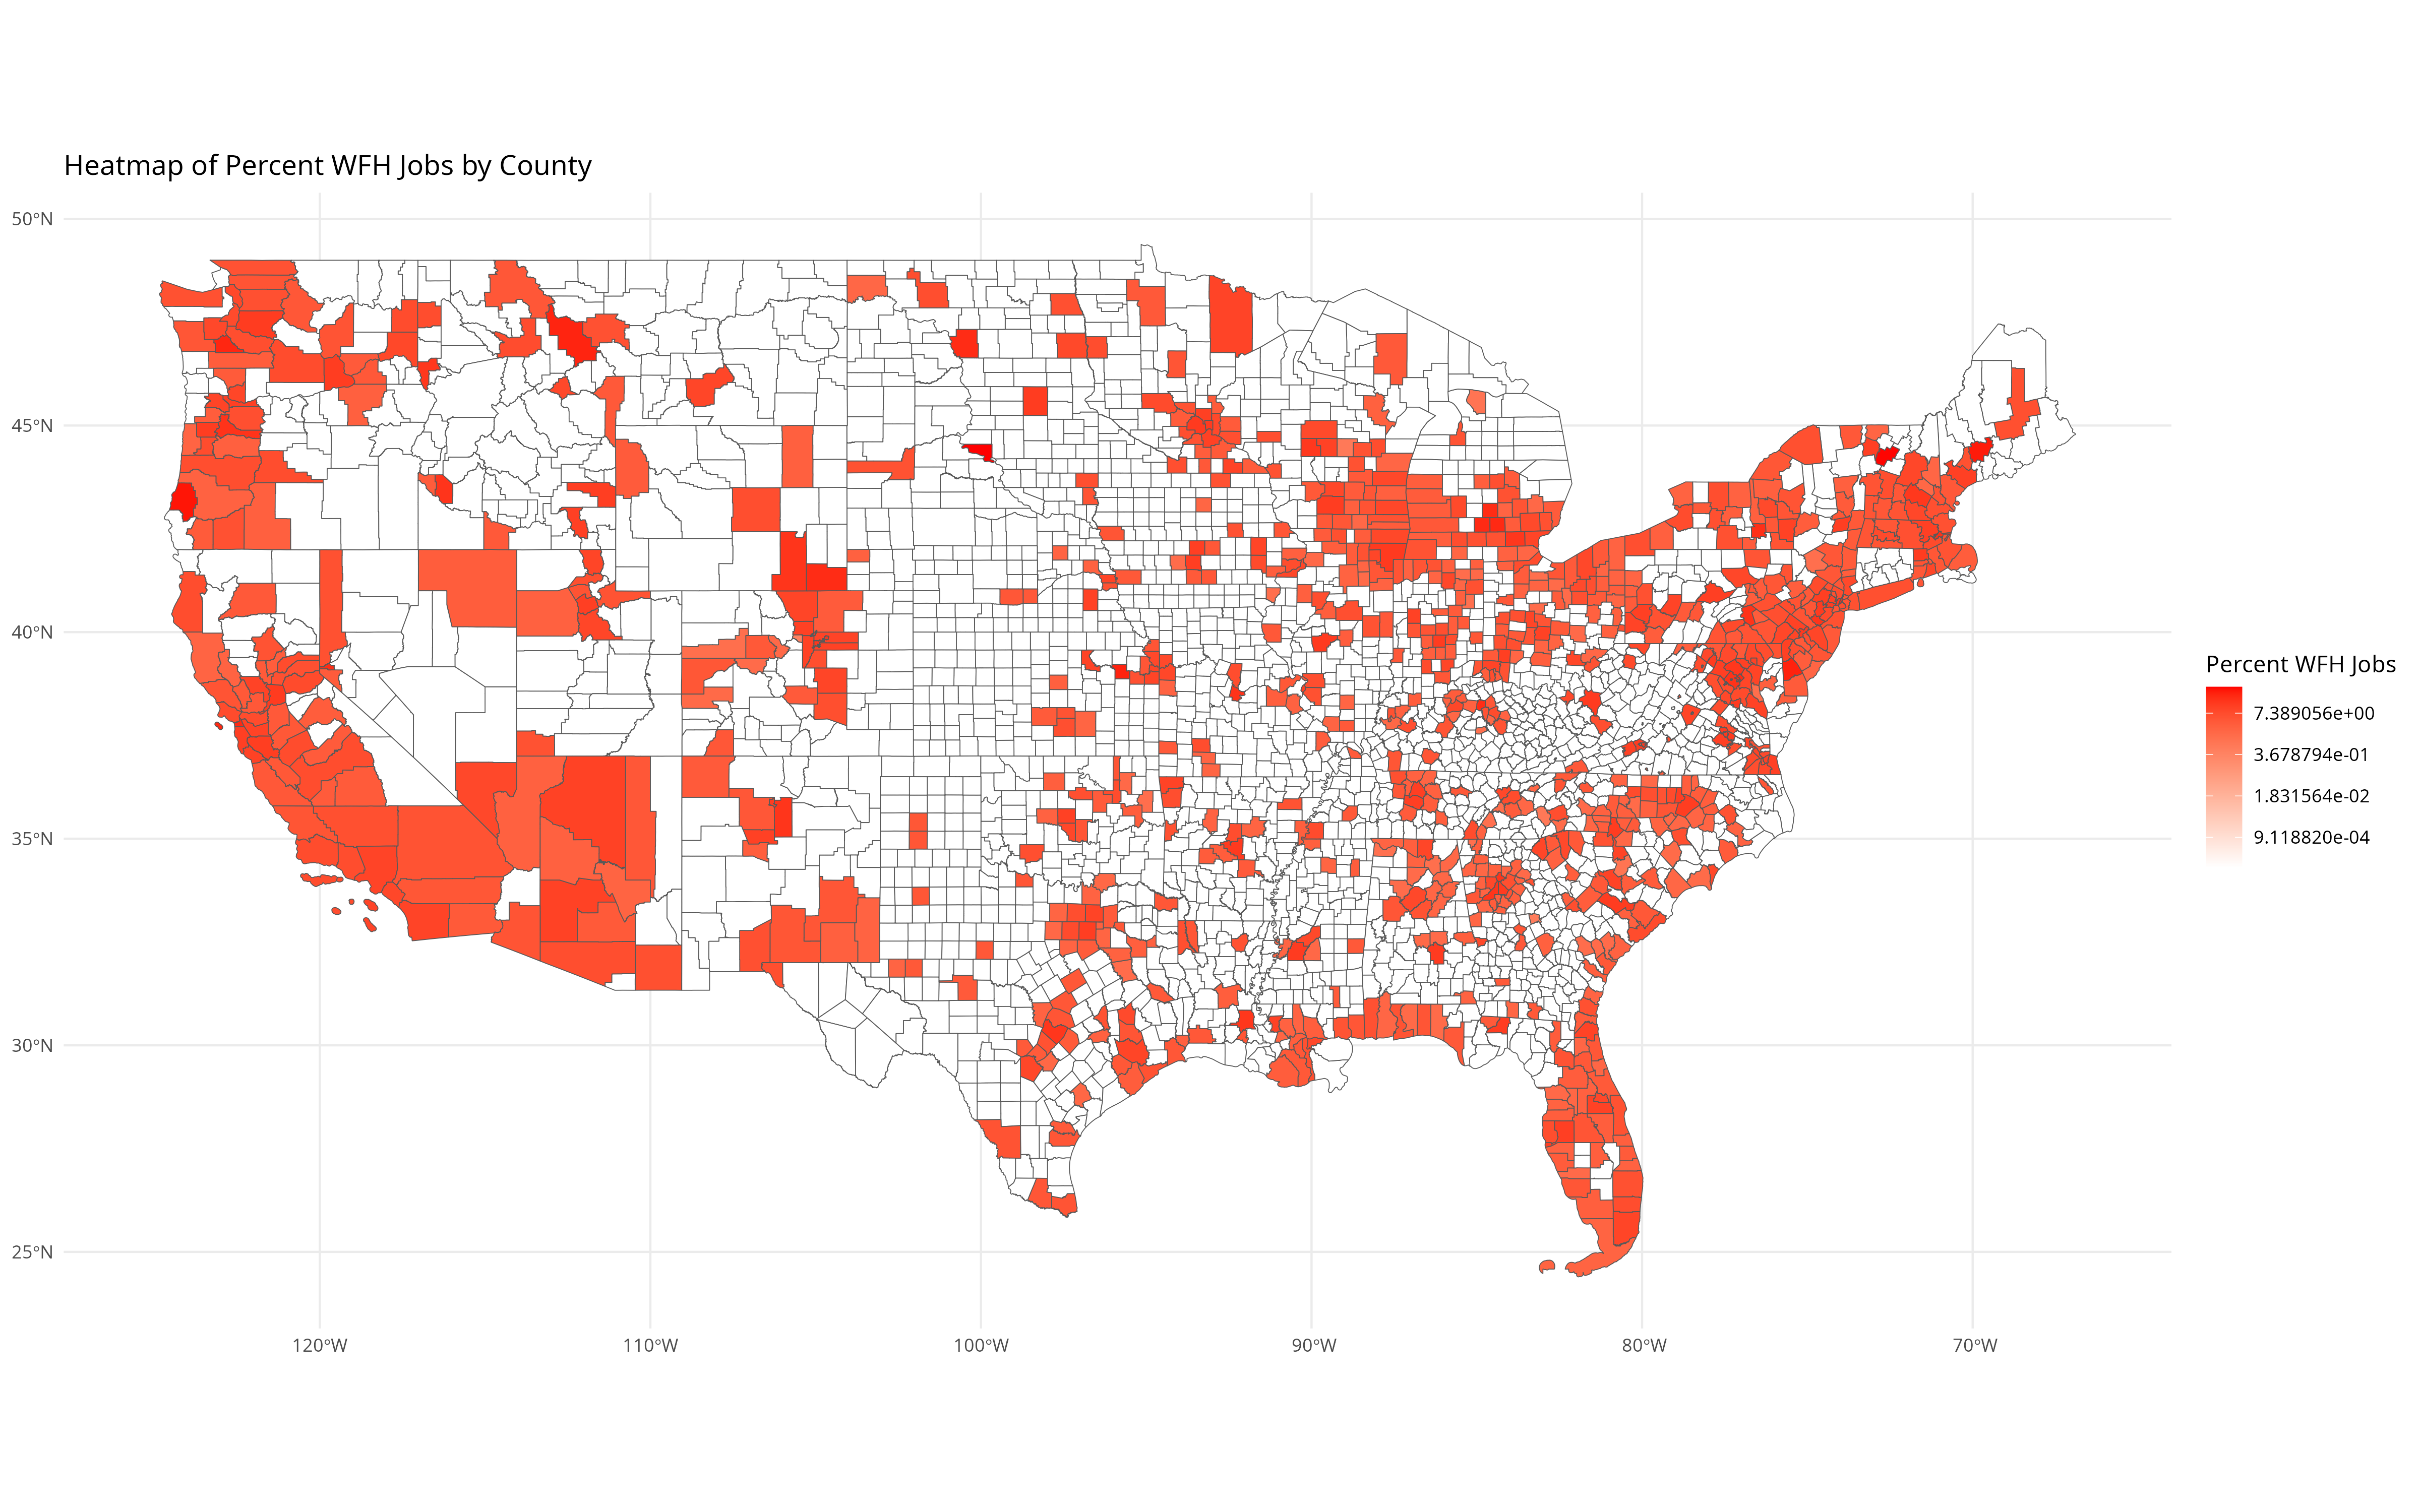 Heatmap of Percent WFH Jobs by County
50°N
45°N
40°N
35°N
30°N
25°N
120°W
110°W
100°W
90°W
80°W
70°W
Percent WFH Jobs
7.389056e+00
3.678794e-01
1.831564e-02
9.118820e-04